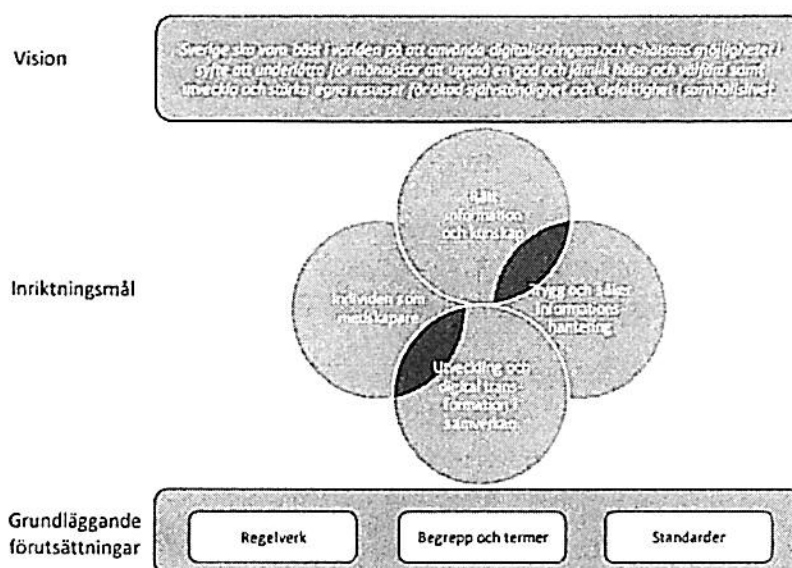 Vision
Sverige ska vara bäst i världen på att använda digitaliseringens och e-hälsans möjligheter i
syfte att underlätta för människor att uppnå en god och jämlik hälsa och välfärd samt
utveckla och stärka egna resurser för ökad självständighet och delaktighet i samhällslivet.
Inriktningsmål
Rätt
information
och kunskap
Individen som
medskapare
Trygg och säker
informations
hantering
Utveckling och
digital trans-
formation i
samverkan
Grundläggande
förutsättningar
Regelverk
Begrepp och termer
Standarder